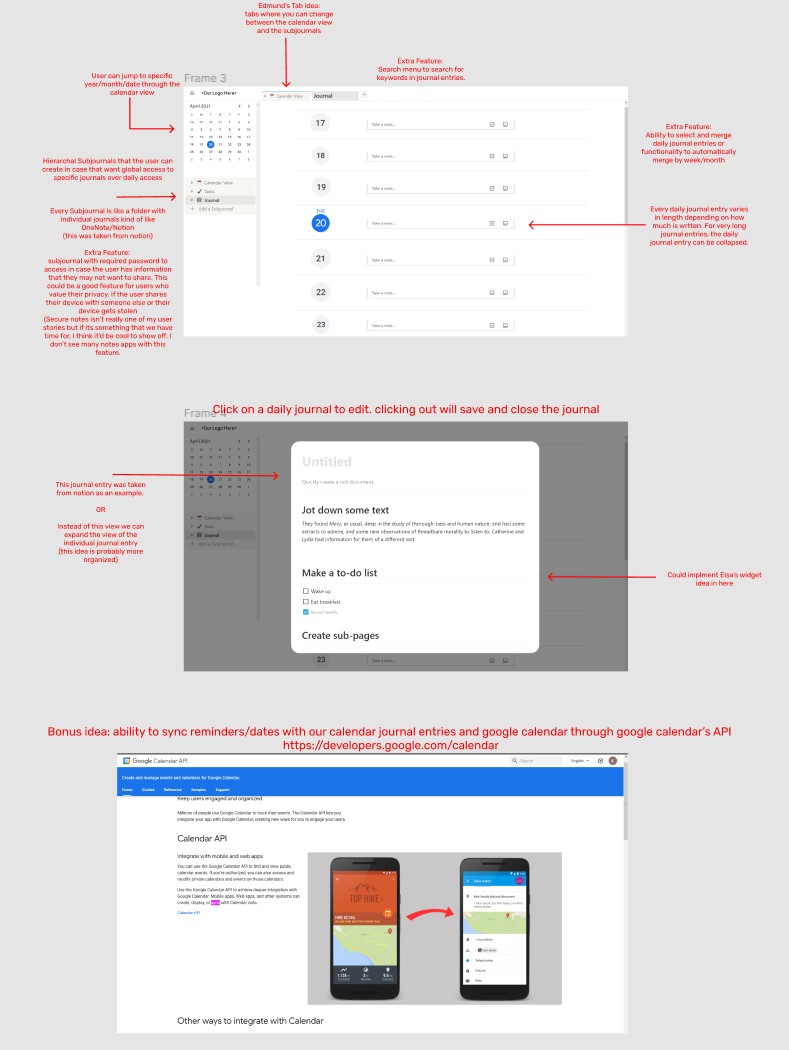 Edmund's Tab idea:
tabs where you can change
between the calendar view
and the subjournals
Extra Feature:
Search menu to search for
keywords in journal entries.
User can jump to specific
year/month/date through the
calendar view
Frame 3
<Our Logo Here>
Calendar View
Journal
April 2021
S M T W T F S
17
Take a note...
18
Take a note...
19
Take a note...
TUE
20
Take a note...
21
Take a note...
22
Take a note...
23
Take a note...
Calendar View
Tasks
Journal
Add a Subjournal
Hierarchal Subjournals that the user can
create in case that want global access to
specific journals over daily access
Every Subjournal is like a folder with
individual journals kind of like
OneNote/Notion
(this was taken from notion)
Extra Feature:
subjournal with required password to
access in case the user has information
that they may not want to share. This
could be a good feature for users who
value their privacy, if the user shares
their device with someone else or their
device gets stolen
(Secure notes isn't really one of my user
stories but if its something that we have
time for, I think it'd be cool to show off. I
don't see many notes apps with this
feature.
Extra Feature:
Ability to select and merge
daily journal entries or
functionality to automatically
merge by week/month
Every daily journal entry varies
in length depending on how
much is wrtten. For very long
journal entries, the daily
journal entry can be collapsed.
Frame 4
Click on a daily journal to edit. clicking out will save and close the journal
<Our Logo Here>
April 2021
Calendar View
Tasks
Journal
Add a Subjournal
Untitled
Quickly create a rich document
Jot down some text
They found Mary, as usual, deep in the study of thorough-bass and human nature; and had some
extracts to admire, and some new observations of threadbare morality to listen to. Catherine and
Lydia had information for them of a different sort.
Make a to-do list
Wake up
Eat breakfast
Brush teeth
Create sub-pages
23
Take a note...
This journal entry was taken
from notion as an example.
OR
Instead of this view we can
expand the view of the
individual journal entry
(this idea is probably more
organized)
Could implment Elsa's widget
idea in here
Bonus idea: ability to sync reminders/dates with our calendar journal entries and google calendar through google calendar's API
https://developers.google.com/calendar
Google Calendar API
Search
English
K
Create and manage events and calendars for Google Calendar.
Home Guides Reference Samples Support
Keep users engaged and organized
Millions of people use Google Calendar to track their events. The Calendar API lets you
integrate your app with Google Calendar, creating new ways for you to engage your users.
Calendar API
Integrate with mobile and web apps
You can use the Google Calendar API to find and view public
calendar events. If you're authorized, you can also access and
modify private calendars and events on those calendars.
Use the Google Calendar API to achieve deeper integration with
Google Calendar. Mobile apps, Web apps, and other systems can
create, display, or sync with Calendar data.
Calendar API
TOP HIKE
HIKE DETAIL
Other ways to integrate with Calendar